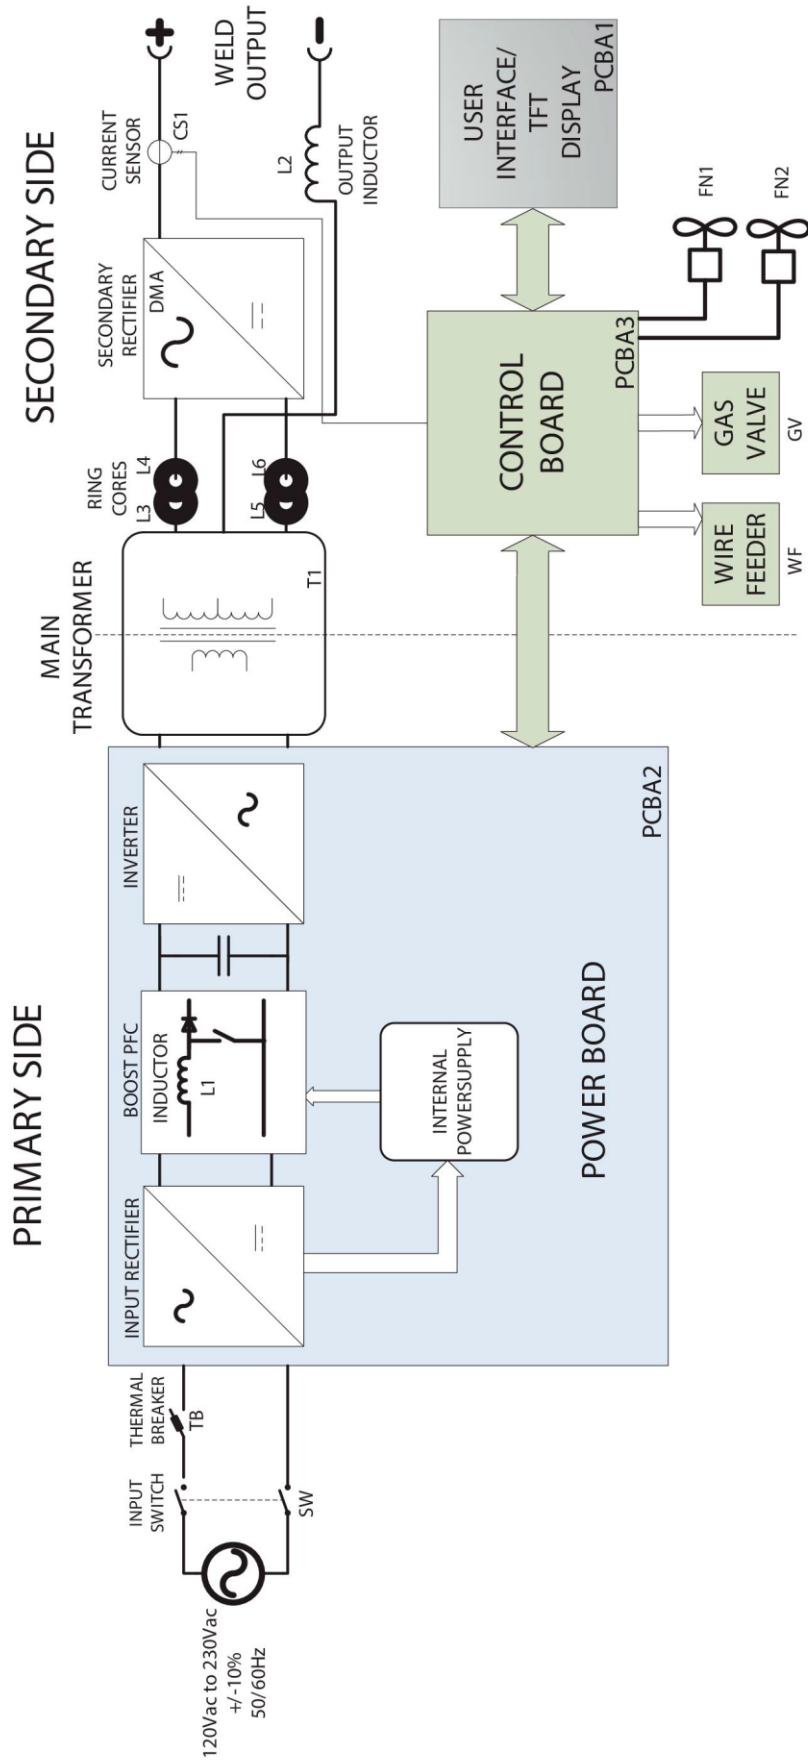 PRIMARY SIDE
SECONDARY SIDE
120Vac to 230Vac
+/-10%
50/60Hz
INPUT
SWITCH
SW
THERMAL
BREAKER
TB
INPUT RECTIFIER
BOOST PFC
INDUCTOR
L1
INVERTER
INTERNAL
POWERSUPPLY
POWER BOARD
PCBA2
MAIN
TRANSFORMER
T1
RING
CORES
L3
L4
L5
L6
SECONDARY
RECTIFIER
DMA
CURRENT
SENSOR
CS1
+
WELD
OUTPUT
-
L2
OUTPUT
INDUCTOR
CONTROL
BOARD
PCBA3
USER
INTERFACE/
TFT
DISPLAY
PCBA1
WIRE
FEEDER
WF
GAS
VALVE
GV
FN1
FN2